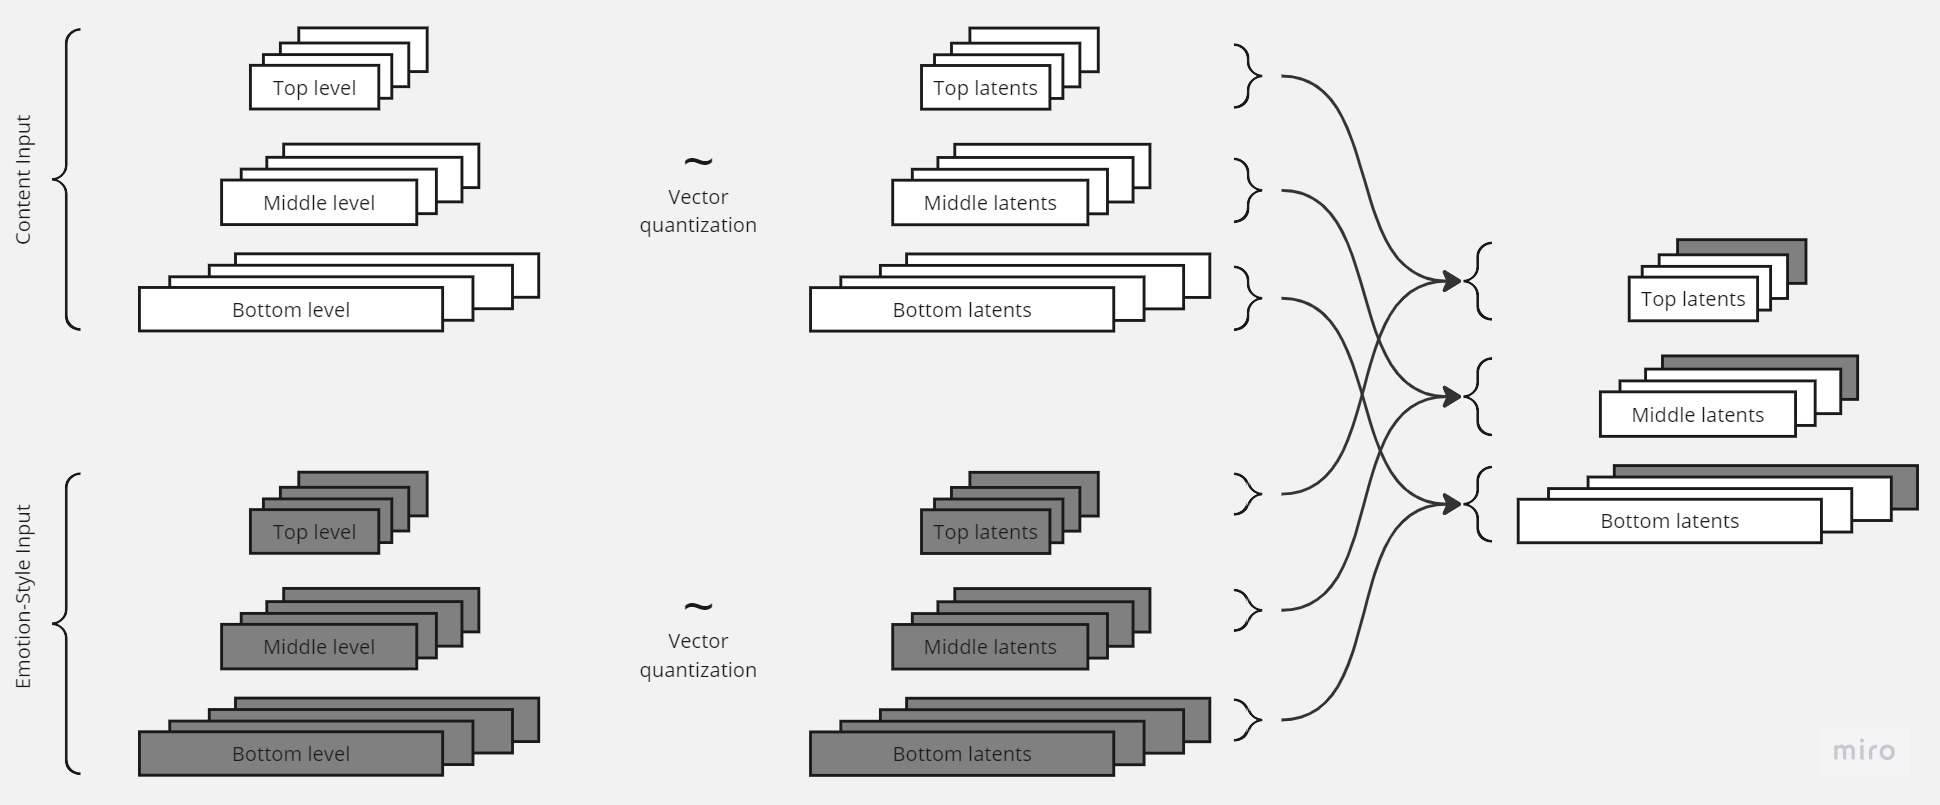 Content Input
Top level
Middle level
Bottom level
~
Vector
quantization
Top latents
Middle latents
Bottom latents
Emotion-Style Input
Top level
Middle level
Bottom level
~
Vector
quantization
Top latents
Middle latents
Bottom latents
Top latents
Middle latents
Bottom latents
miro